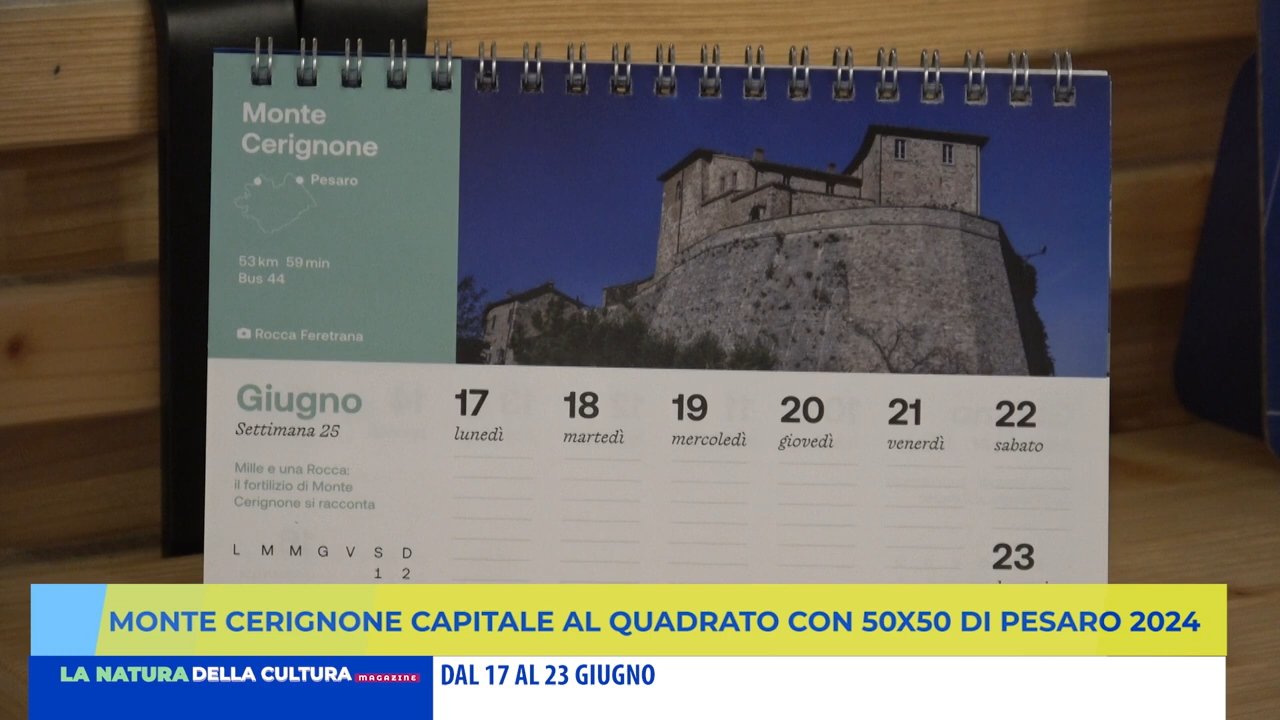 Monte
Cerignone
Pesaro
53 km 59 min
Bus 44
Rocca Feretrana
Giugno
Settimana 25
Mille e una Rocca:
il fortilizio di Monte
Cerignone si racconta
L M M G V S D
1 2
17 18 19 20 21 22
lunedì martedì mercoledì giovedì venerdì sabato
23
MONTE CERIGNONE CAPITALE AL QUADRATO CON 50X50 DI PESARO 2024
LA NATURA DELLA CULTURA MAGAZINE
DAL 17 AL 23 GIUGNO